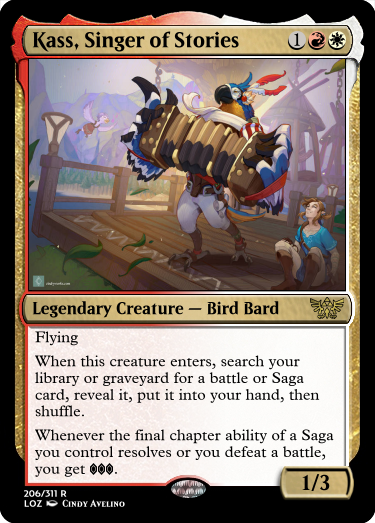 Kass, Singer of Stories 1
Legendary Creature — Bird Bard
Flying
When this creature enters, search your
library or graveyard for a battle or Saga
card, reveal it, put it into your hand, then
shuffle.
Whenever the final chapter ability of a Saga
you control resolves or you defeat a battle,
you get
1/3
206/311 R
LOZ Cindy Avelino